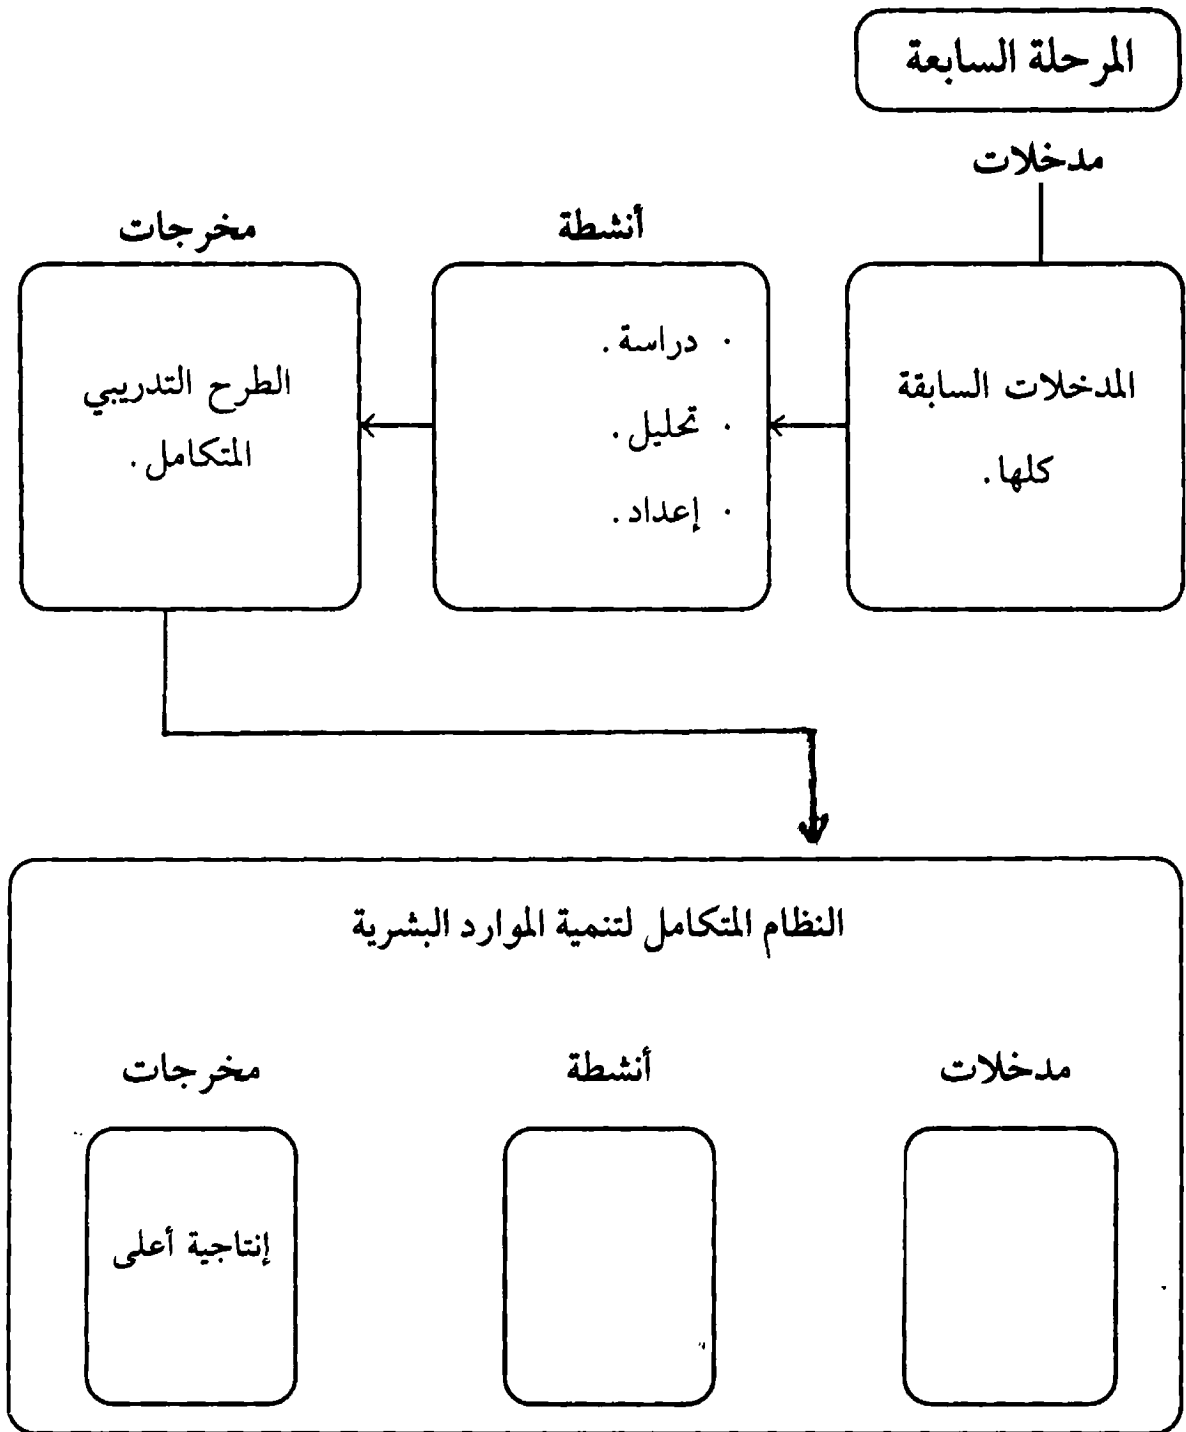 المرحلة السابعة
مدخلات
أنشطة
مخرجات
المدخلات السابقة
كلها.
· دراسة.
· تحليل.
· إعداد.
الطرح التدريبي
المتكامل.
النظام المتكامل لتنمية الموارد البشرية
مدخلات
أنشطة
مخرجات
إنتاجية أعلى